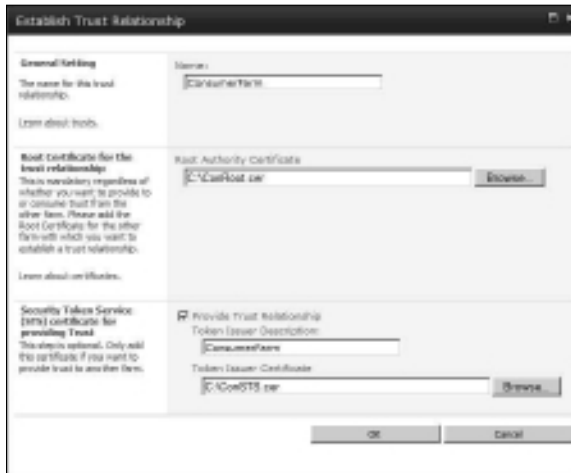 Establish Trust Relationship
General Setting
The name for this trust
relationship.
Learn about trusts.
Name:
ConsumerFarm
Root Certificate for the
trust relationship
This is mandatory regardless of
whether you want to provide to
or consume trust from the
other farm. Please add the
Root Certificate for the other
farm with which you want to
establish a trust relationship.
Learn about certificates.
Root Authority Certificate
C:\ConRoot.cer
Browse...
Security Token Service
(STS) certificate for
providing Trust
This step is optional. Only add
this certificate if you want to
provide trust to another farm.
Provide Trust Relationship
Token Issuer Description:
ConsumerFarm
Token Issuer Certificate
C:\ConSTS.cer
Browse...
OK
Cancel